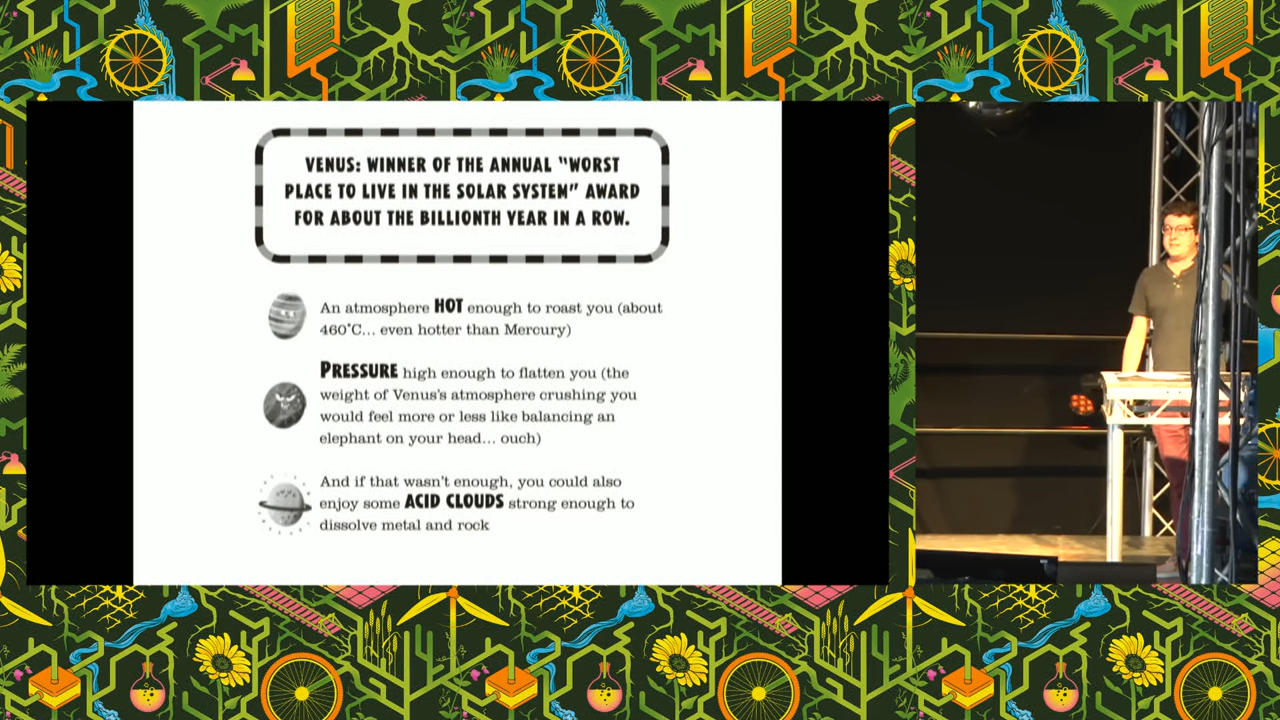 VENUS: WINNER OF THE ANNUAL “WORST
PLACE TO LIVE IN THE SOLAR SYSTEM” AWARD
FOR ABOUT THE BILLIONTH YEAR IN A ROW.
An atmosphere HOT enough to roast you (about
460°C... even hotter than Mercury)
PRESSURE high enough to flatten you (the
weight of Venus's atmosphere crushing you
would feel more or less like balancing an
elephant on your head... ouch)
And if that wasn't enough, you could also
enjoy some ACID CLOUDS strong enough to
dissolve metal and rock